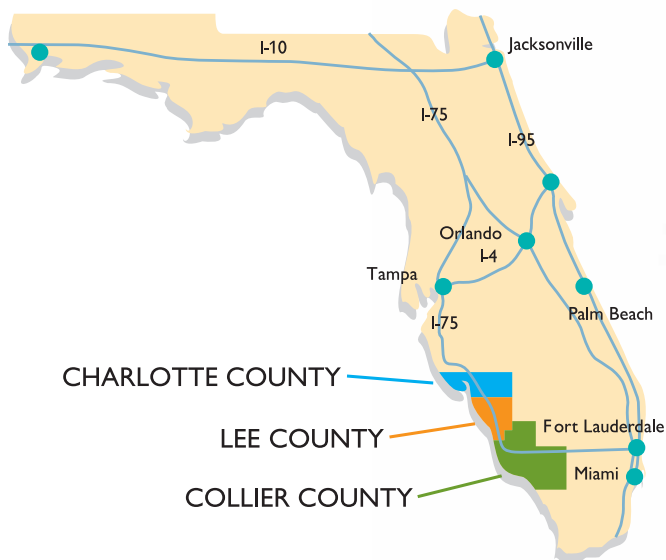 I-10
Jacksonville
I-75
I-95
Orlando
I-4
Tampa
Palm Beach
I-75
CHARLOTTE COUNTY
LEE COUNTY
Fort Lauderdale
Miami
COLLIER COUNTY